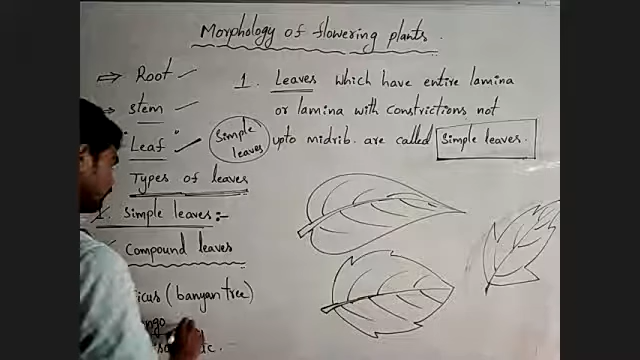 Morphology of flowering plants.
⇒ Root ✓
→ stem
"Leaf" ✓
Simple leaves
Types of leaves
1. Simple leaves:-
Compound leaves
(banyan tree)
1. Leaves which have entire lamina
or lamina with constrictions not
upto midrib. are called Simple leaves.